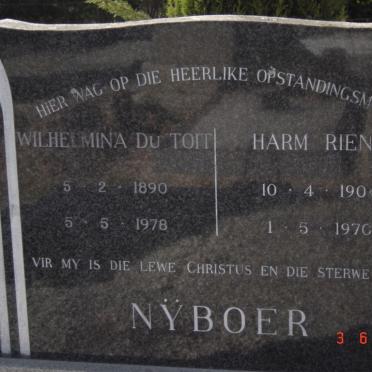 HIER WAG OP DIE HEERLIKE OPSTANDINGSM
WILHELMINA DU TOIT
5 · 2 · 1890
5 · 5 · 1978
HARM RIEN
10 · 4 · 190
1 · 5 · 1970
VIR MY IS DIE LEWE CHRISTUS EN DIE STERWE
NŸBOER
3 6